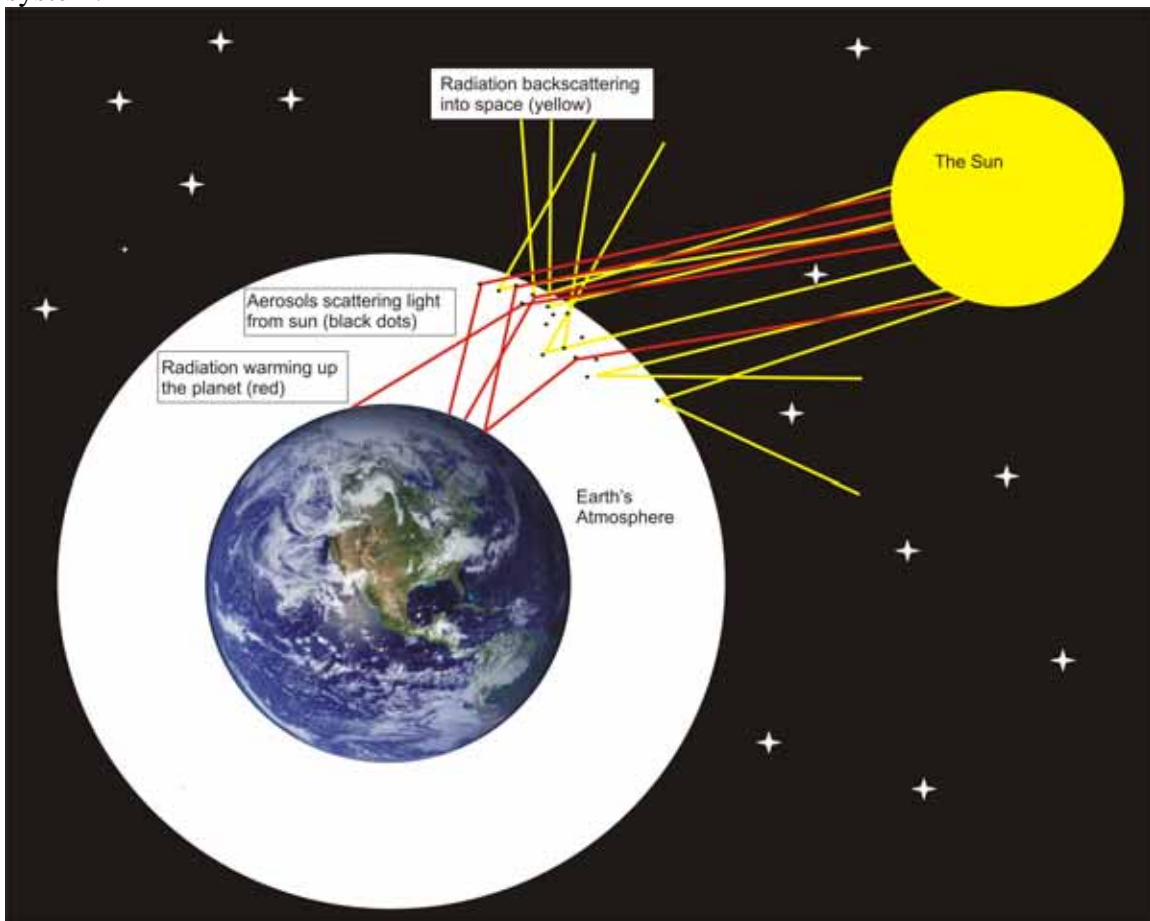 Radiation backscattering
into space (yellow)
The Sun
Aerosols scattering light
from sun (black dots)
Radiation warming up
the planet (red)
Earth's
Atmosphere